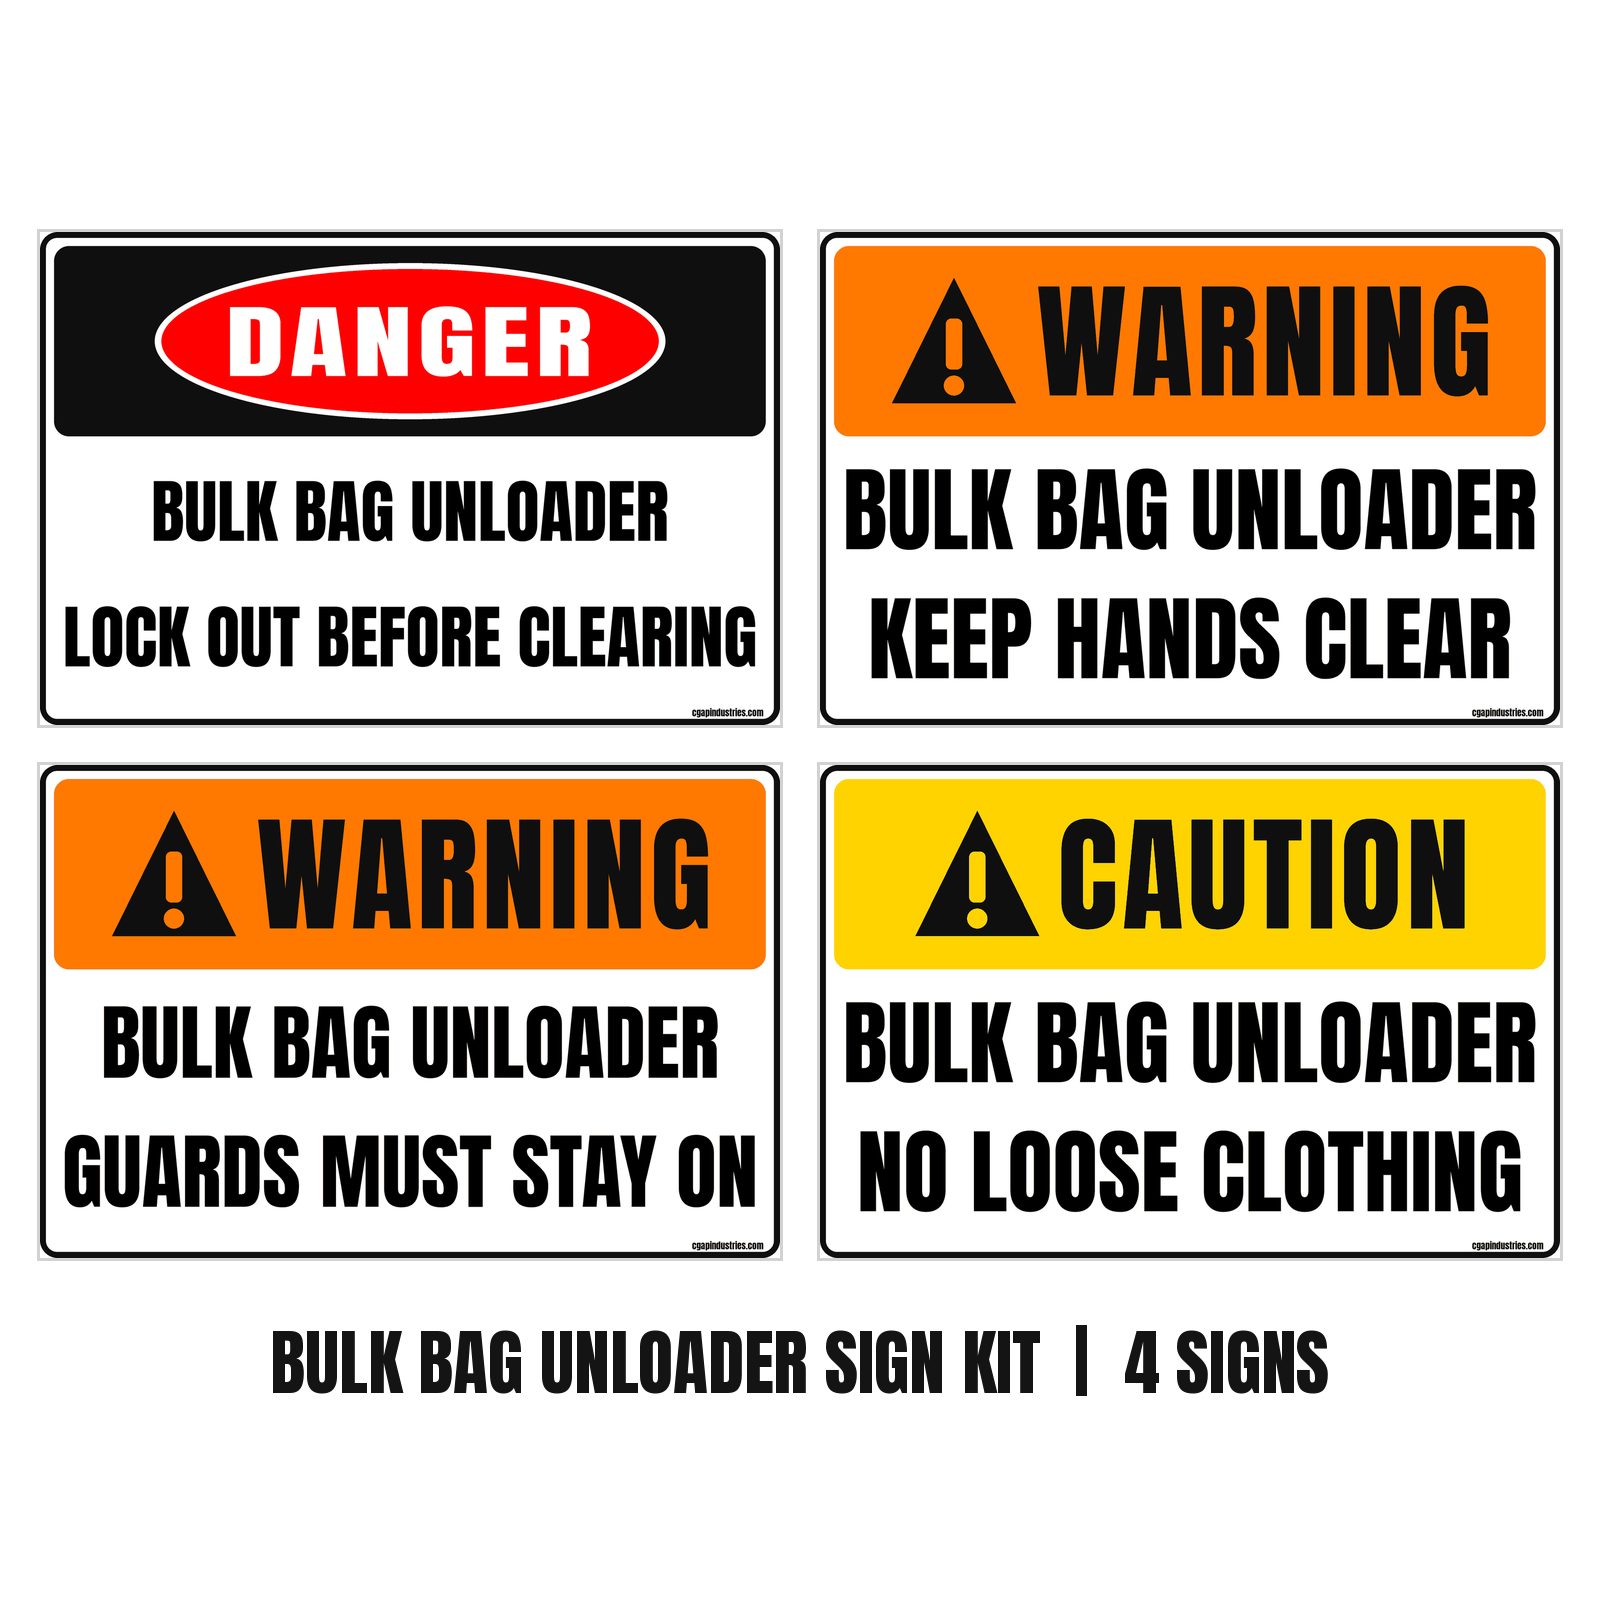 DANGER
BULK BAG UNLOADER
LOCK OUT BEFORE CLEARING
cgapindustries.com
WARNING
BULK BAG UNLOADER
KEEP HANDS CLEAR
cgapindustries.com
WARNING
BULK BAG UNLOADER
GUARDS MUST STAY ON
cgapindustries.com
CAUTION
BULK BAG UNLOADER
NO LOOSE CLOTHING
cgapindustries.com
BULK BAG UNLOADER SIGN KIT | 4 SIGNS